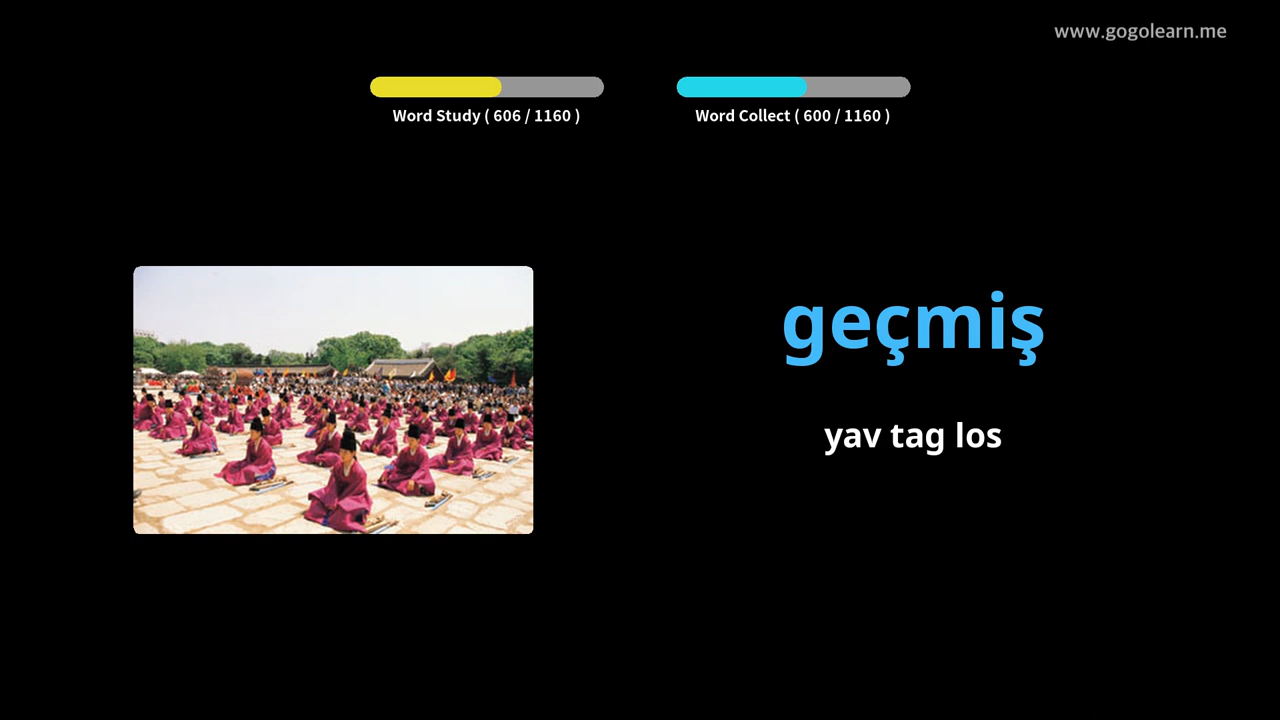 www.gogolearn.me
Word Study ( 606 / 1160 )
Word Collect ( 600 / 1160 )
geçmiş
yav tag los